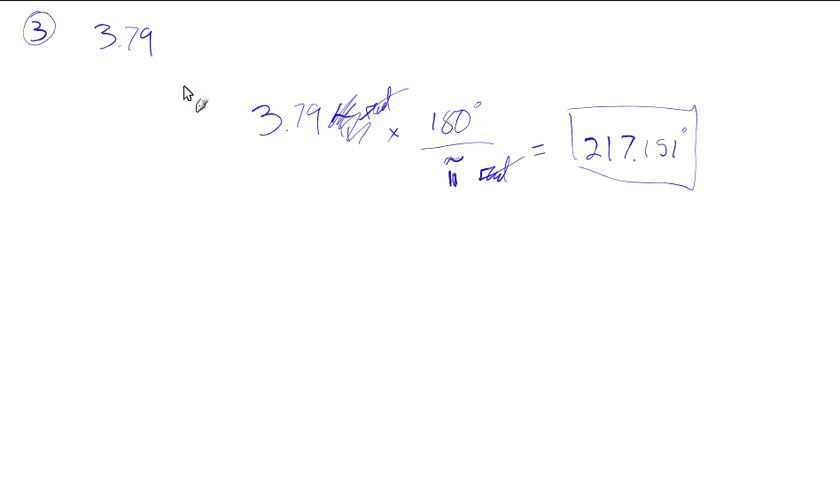 ③ 3.79
3.79 rad × 180° / π rad = 217.151°